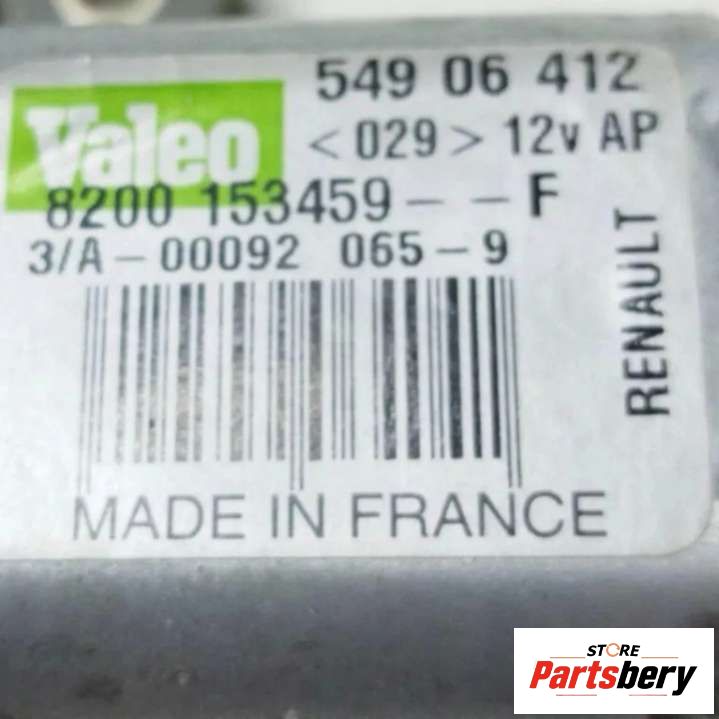 Valeo
549 06 412
<029> 12v AP
8200 153459--F
3/A-00092 065-9
RENAULT
MADE IN FRANCE
STORE
Partsbery